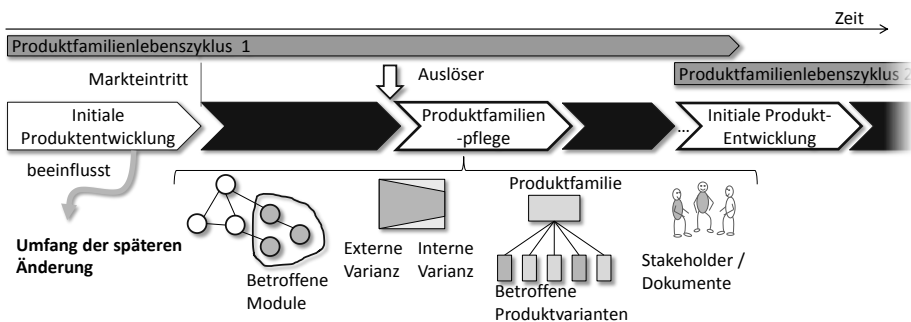 Zeit
Produktfamilienlebenszyklus 1
Markteintritt
Auslöser
Produktfamilienlebenszyklus 2
Initiale
Produktentwicklung
Produktfamilien
-pflege
...
Initiale Produkt-
Entwicklung
beeinflusst
Umfang der späteren
Änderung
Betroffene
Module
Externe
Varianz
Interne
Varianz
Produktfamilie
Betroffene
Produktvarianten
Stakeholder /
Dokumente